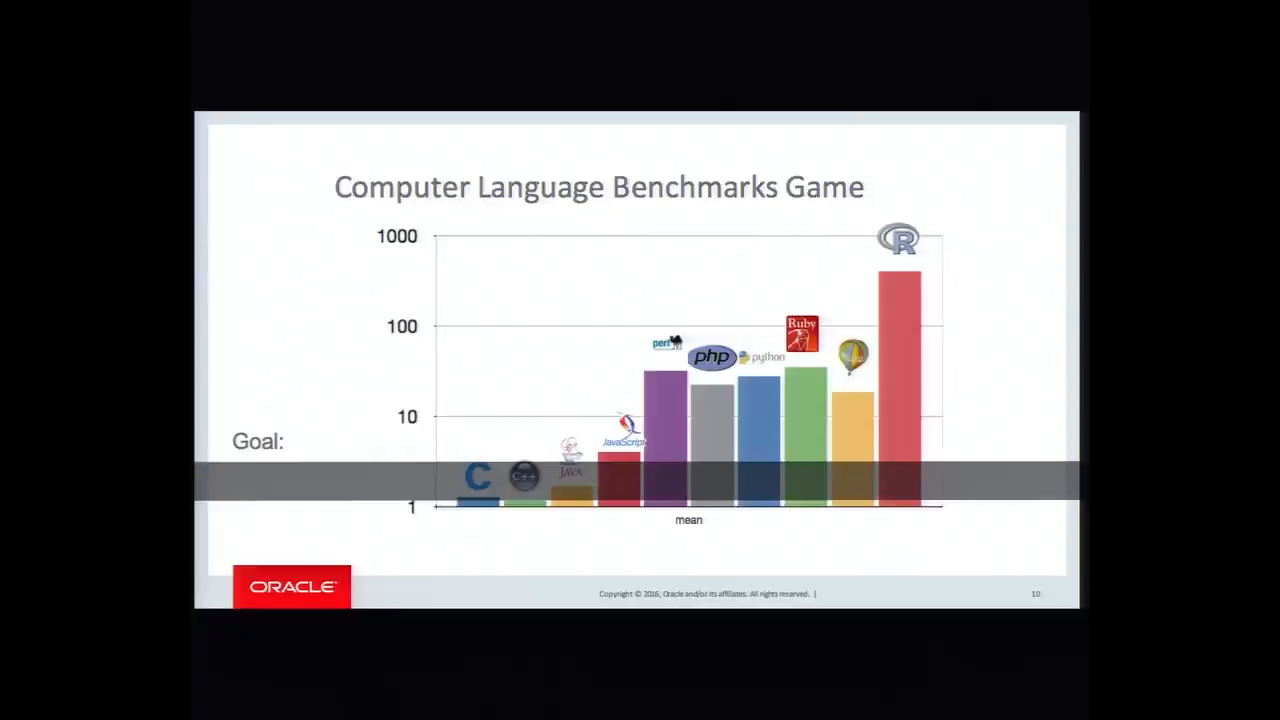 Computer Language Benchmarks Game
1000
100
10
1
Goal:
C
C++
JAVA
JavaScript
perl
php
python
Ruby
R
mean
ORACLE
Copyright © 2016, Oracle and/or its affiliates. All rights reserved. |
10